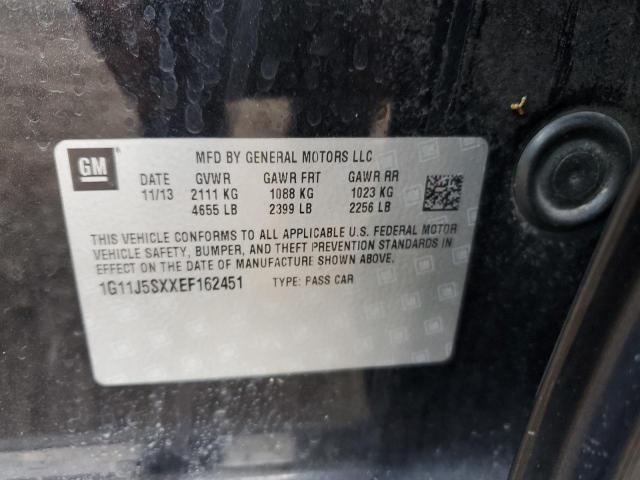 GM
MFD BY GENERAL MOTORS LLC
DATE GVWR GAWR FRT GAWR RR
11/13 2111 KG 1088 KG 1023 KG
4655 LB 2399 LB 2256 LB
THIS VEHICLE CONFORMS TO ALL APPLICABLE U.S. FEDERAL MOTOR
VEHICLE SAFETY, BUMPER, AND THEFT PREVENTION STANDARDS IN
EFFECT ON THE DATE OF MANUFACTURE SHOWN ABOVE.
1G11J5SXXEF162451 TYPE: PASS CAR